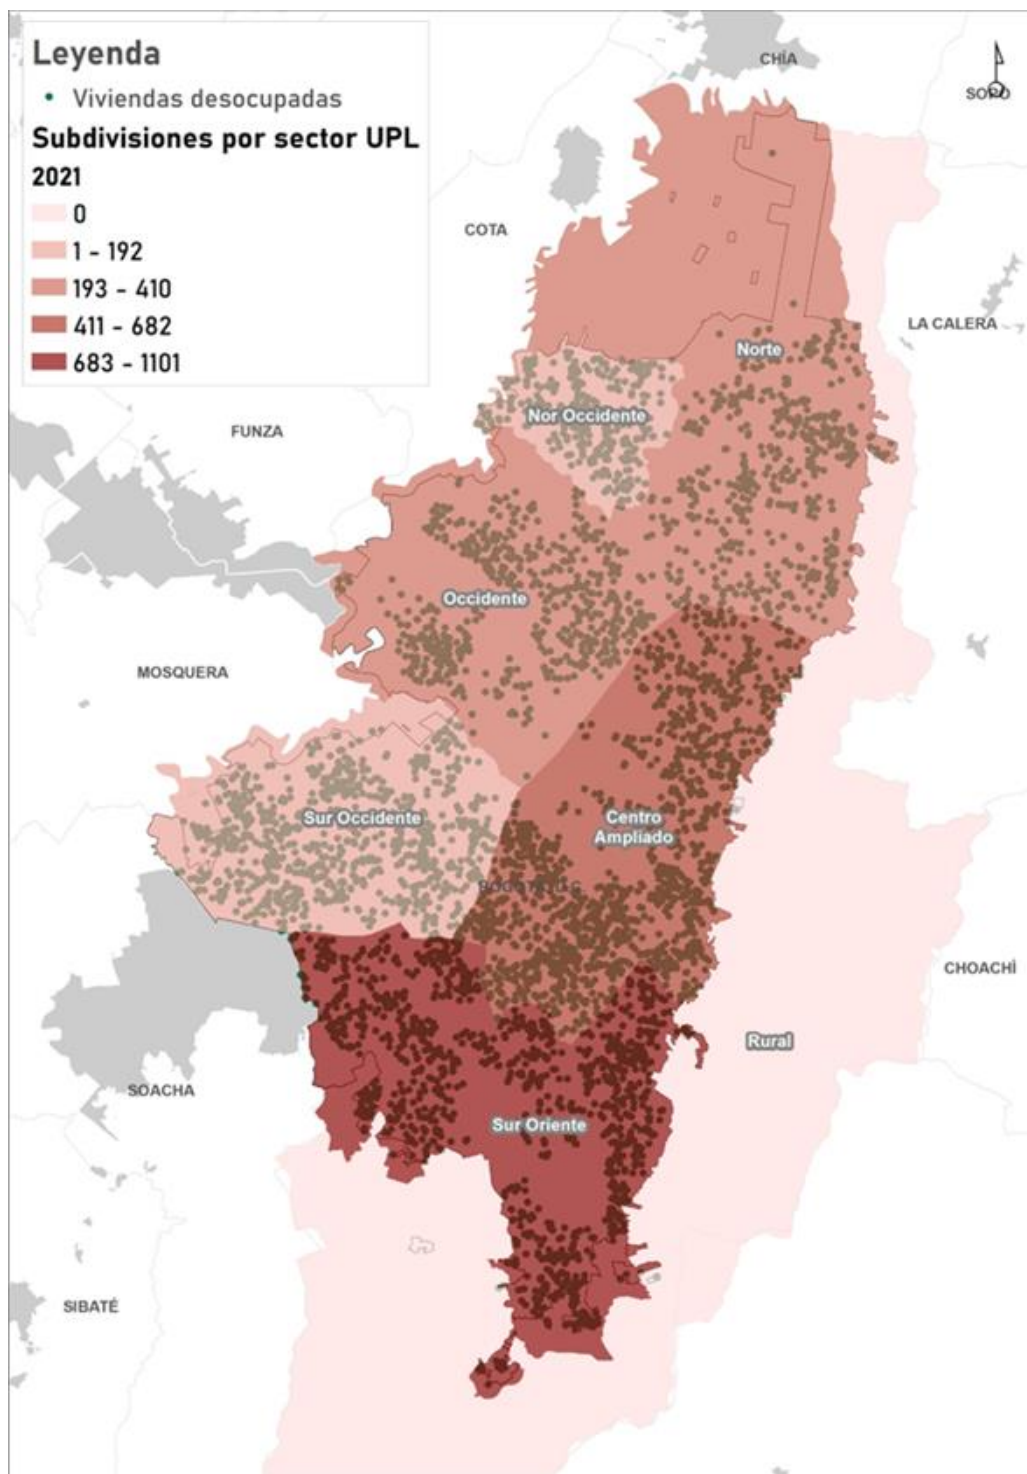 Leyenda
Viviendas desocupadas
Subdivisiones por sector UPL
2021
0
1 - 192
193 - 410
411 - 682
683 - 1101
CHÍA
SOPO
COTA
LA CALERA
Norte
Nor Occidente
FUNZA
Occidente
MOSQUERA
Sur Occidente
Centro
Ampliado
CHOACHÍ
Rural
SOACHA
Sur Oriente
SIBATÉ